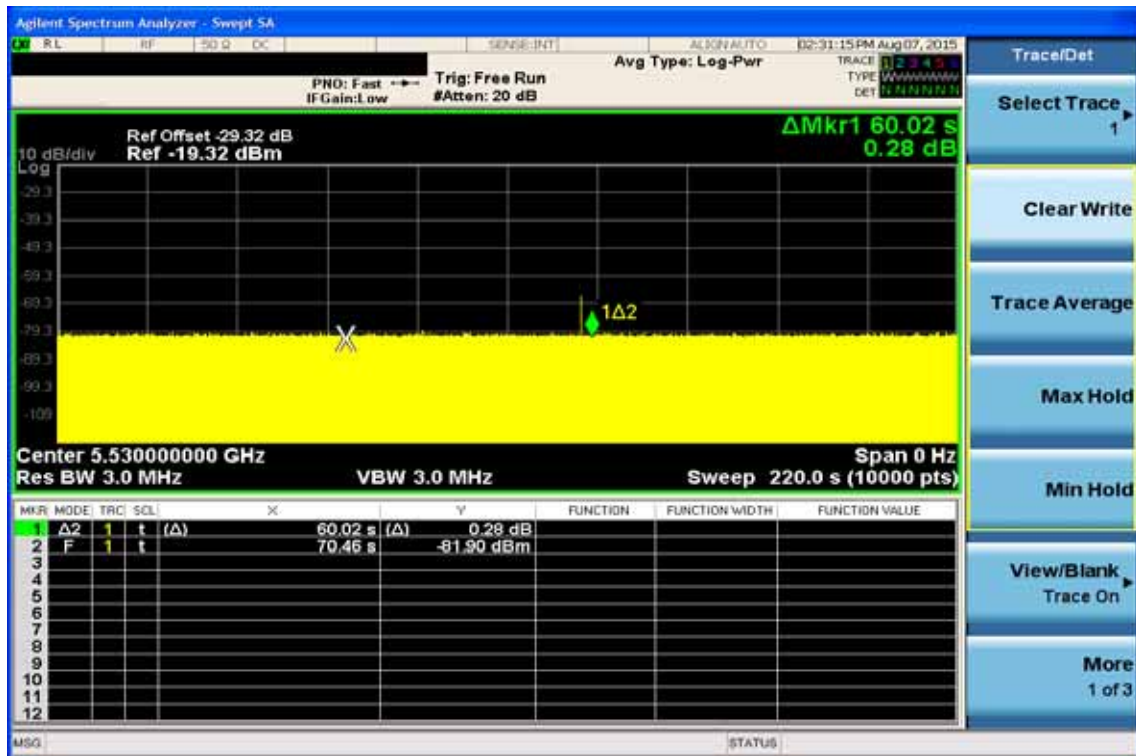 Agilent Spectrum Analyzer - Swept SA
RL RF 50 Ω DC SENSE:INT ALIGN AUTO 02:31:15 PM Aug 07, 2015
Avg Type: Log-Pwr
TRACE 1 2 3 4 5 6
PNO: Fast Trig: Free Run TYPE WWWWWW
IFGain:Low #Atten: 20 dB DET N N N N N N
ΔMkr1 60.02 s
0.28 dB
Ref Offset -29.32 dB
10 dB/div Ref -19.32 dBm
Log
-29.3
-39.3
-49.3
-59.3
-69.3
-79.3
-89.3
-99.3
-109
1Δ2
X
Center 5.530000000 GHz Span 0 Hz
Res BW 3.0 MHz VBW 3.0 MHz Sweep 220.0 s (10000 pts)
MKR MODE TRC SCL X Y FUNCTION FUNCTION WIDTH FUNCTION VALUE
1 Δ2 1 t (Δ) 60.02 s (Δ) 0.28 dB
2 F 1 t 70.46 s -81.90 dBm
3
4
5
6
7
8
9
10
11
12
MSG STATUS
Trace/Det
Select Trace
1
Clear Write
Trace Average
Max Hold
Min Hold
View/Blank
Trace On
More
1 of 3